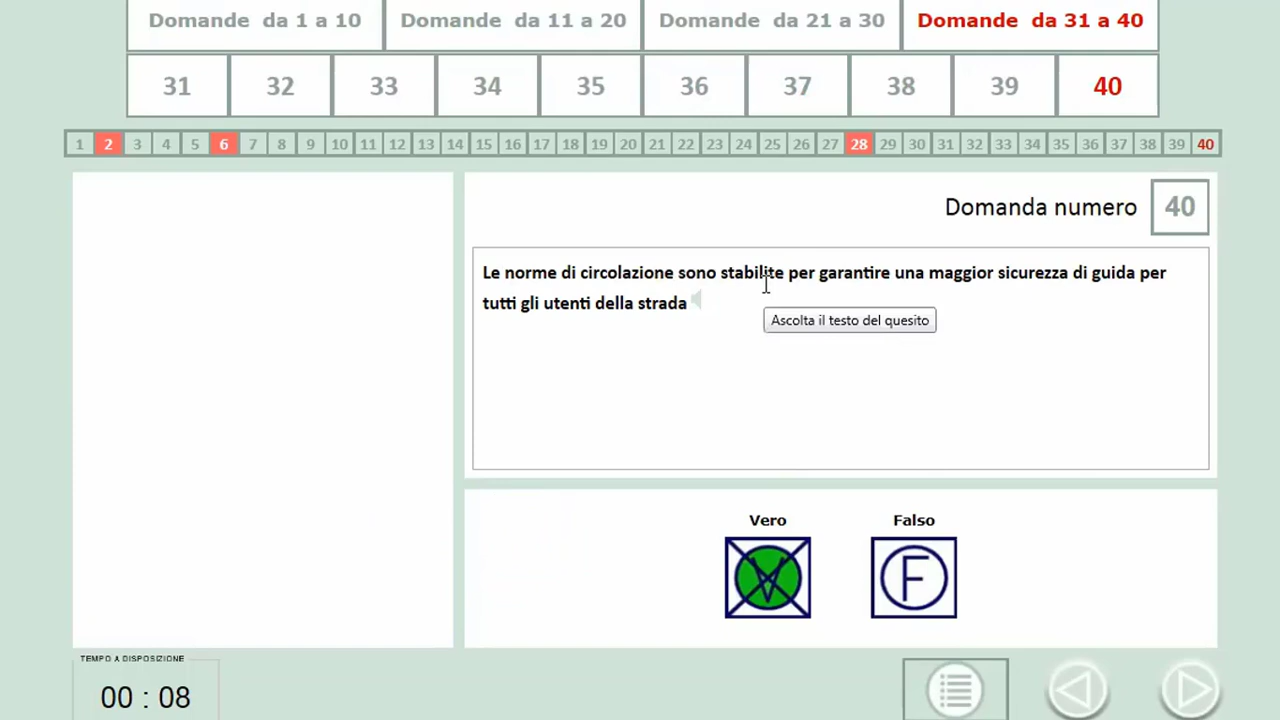 Domande da 1 a 10 Domande da 11 a 20 Domande da 21 a 30 Domande da 31 a 40
31 32 33 34 35 36 37 38 39 40
1 2 3 4 5 6 7 8 9 10 11 12 13 14 15 16 17 18 19 20 21 22 23 24 25 26 27 28 29 30 31 32 33 34 35 36 37 38 39 40
Domanda numero 40
Le norme di circolazione sono stabilite per garantire una maggior sicurezza di guida per
tutti gli utenti della strada
Ascolta il testo del quesito
Vero Falso
V F
TEMPO A DISPOSIZIONE
00 : 08